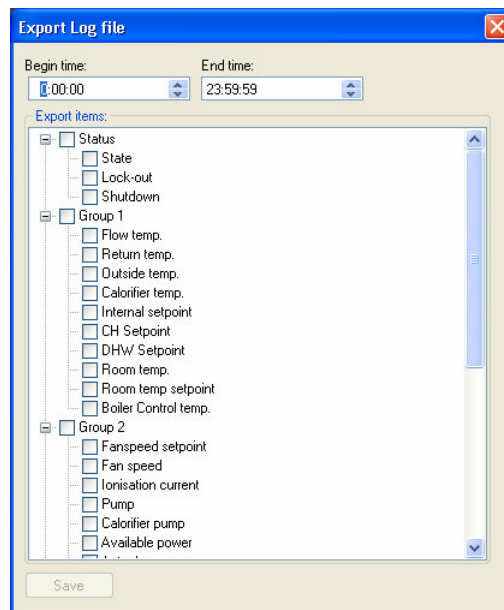 Export Log file
Begin time: End time:
0:00:00 23:59:59
Export items:
Status
State
Lock-out
Shutdown
Group 1
Flow temp.
Return temp.
Outside temp.
Calorifier temp.
Internal setpoint
CH Setpoint
DHW Setpoint
Room temp.
Room temp setpoint
Boiler Control temp.
Group 2
Fanspeed setpoint
Fan speed
Ionisation current
Pump
Calorifier pump
Available power
Save